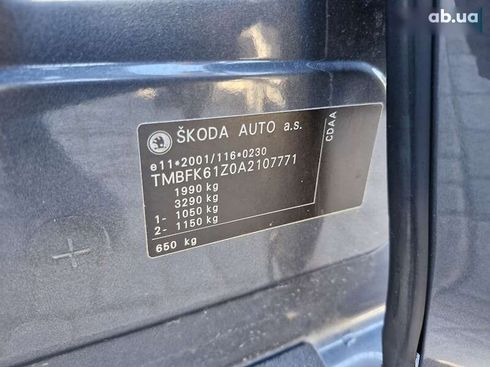 ab.ua
ŠKODA AUTO a.s.
CDAA
e11*2001/116*0230
TMBFK61Z0A2107771
1990 kg
3290 kg
1- 1050 kg
2- 1150 kg
650 kg